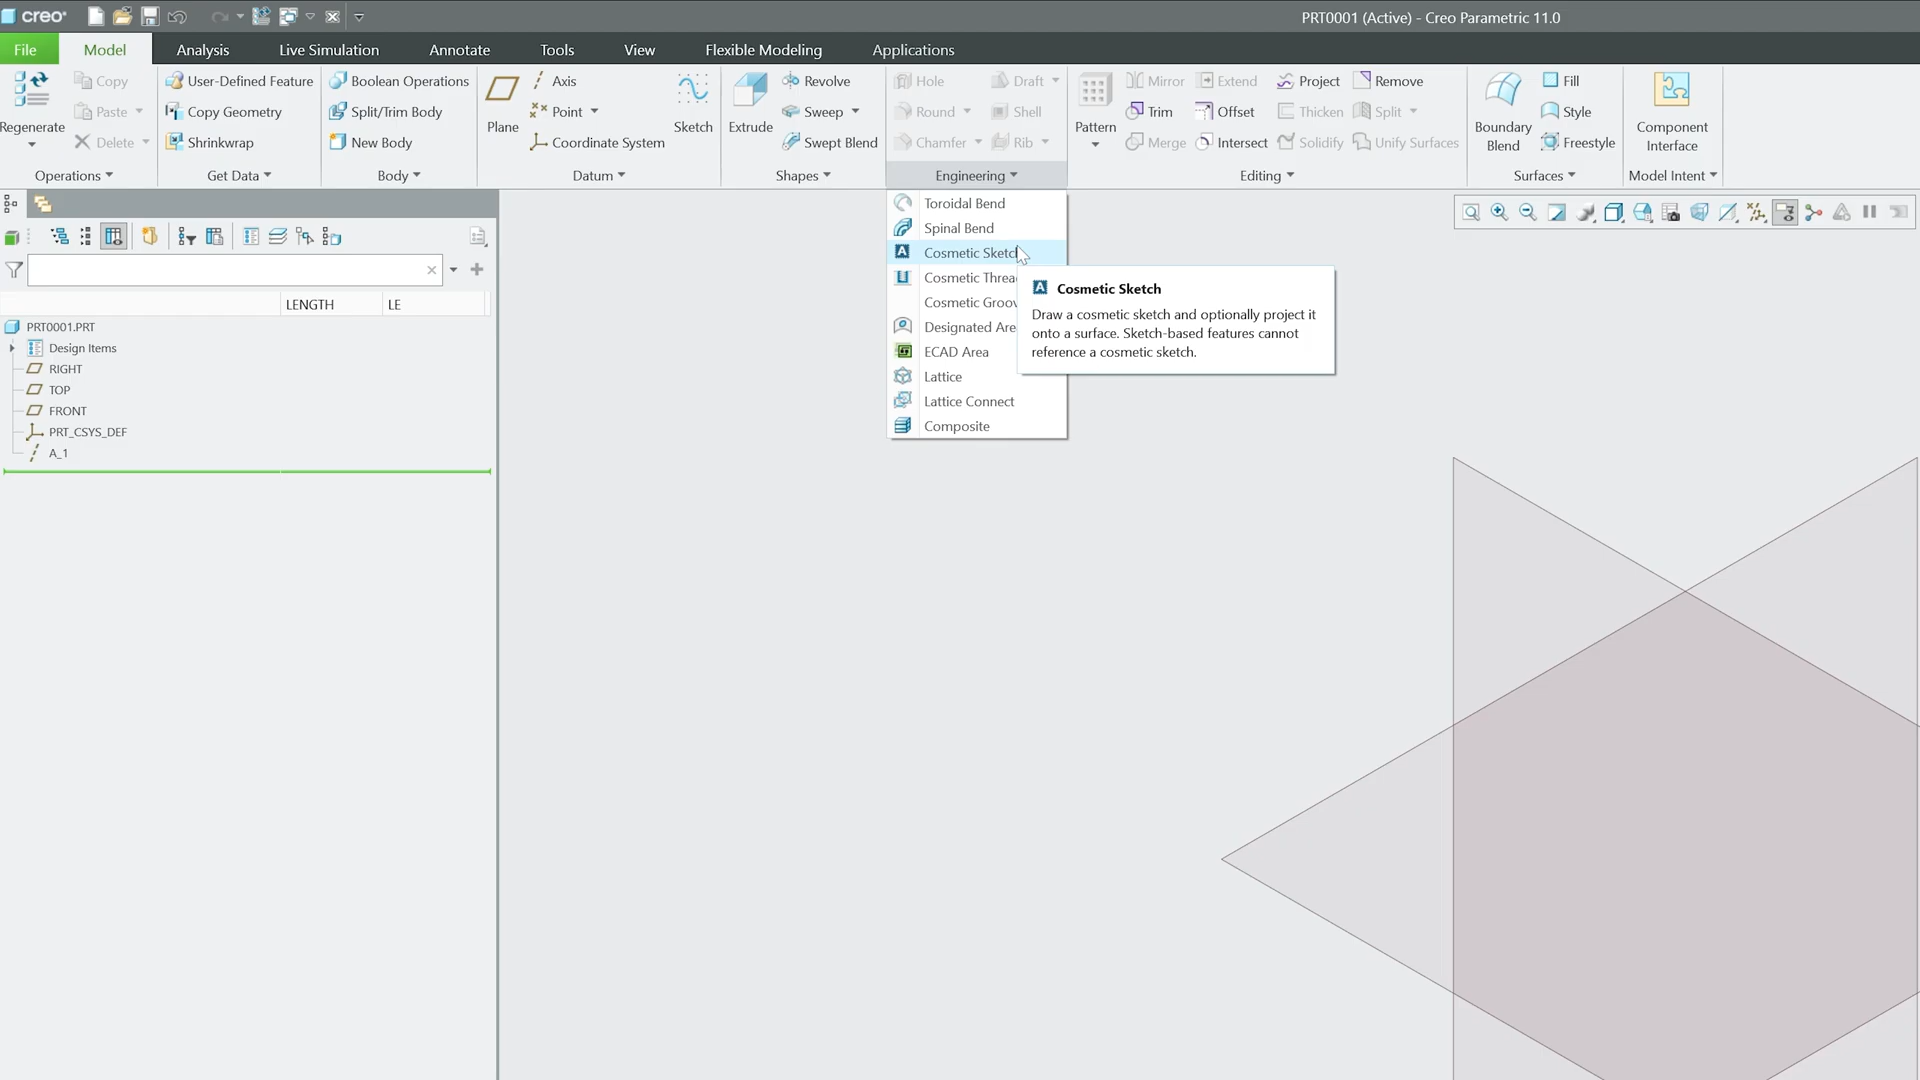 creo®
PRT0001 (Active) - Creo Parametric 11.0
File Model Analysis Live Simulation Annotate Tools View Flexible Modeling Applications
Regenerate
Copy
Paste
Delete
Operations
User-Defined Feature
Copy Geometry
Shrinkwrap
Get Data
Boolean Operations
Split/Trim Body
New Body
Body
Plane
Axis
Point
Coordinate System
Sketch
Datum
Extrude
Revolve
Sweep
Swept Blend
Shapes
Hole
Round
Chamfer
Draft
Shell
Rib
Engineering
Pattern
Mirror
Trim
Merge
Extend
Offset
Intersect
Project
Thicken
Solidify
Remove
Split
Unify Surfaces
Editing
Boundary
Blend
Fill
Style
Freestyle
Surfaces
Component
Interface
Model Intent
Toroidal Bend
Spinal Bend
Cosmetic Sketch
Cosmetic Threa
Cosmetic Groov
Designated Are
ECAD Area
Lattice
Lattice Connect
Composite
Cosmetic Sketch
Draw a cosmetic sketch and optionally project it
onto a surface. Sketch-based features cannot
reference a cosmetic sketch.
LENGTH LE
PRT0001.PRT
Design Items
RIGHT
TOP
FRONT
PRT_CSYS_DEF
A_1